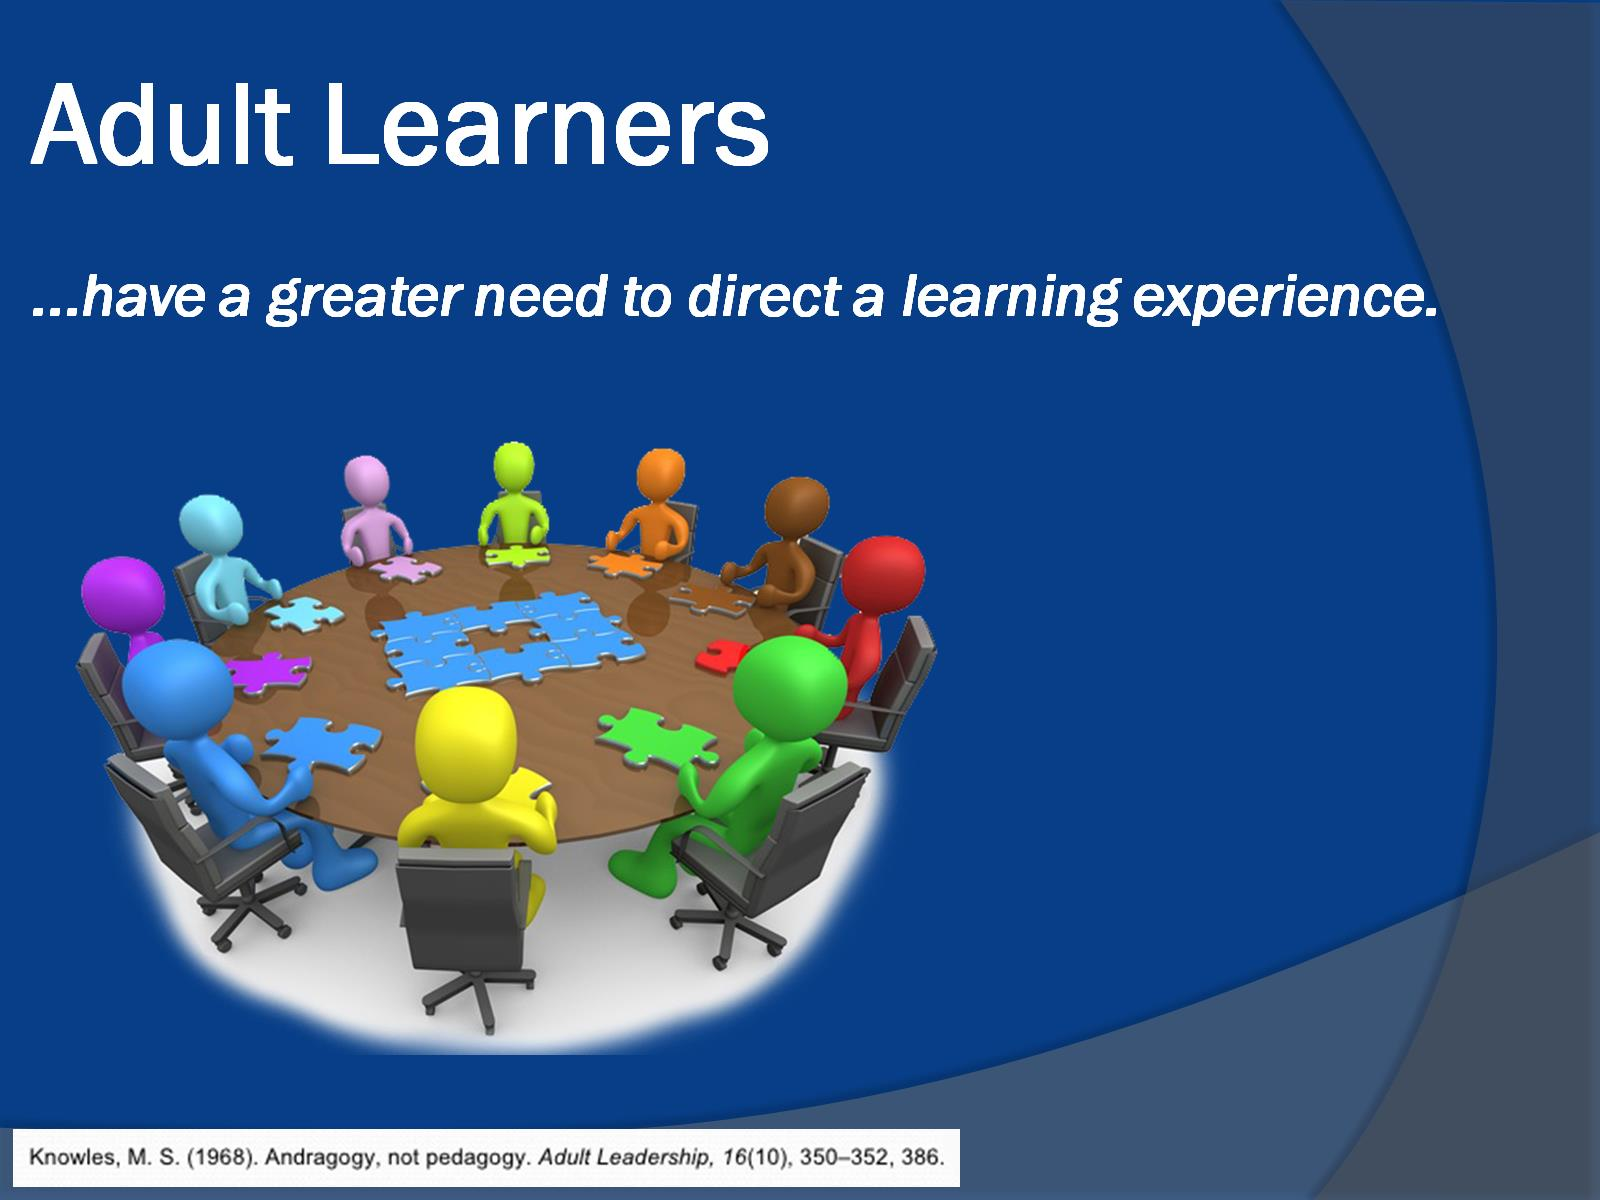 Adult Learners
...have a greater need to direct a learning experience.
Knowles, M. S. (1968). Andragogy, not pedagogy. Adult Leadership, 16(10), 350–352, 386.